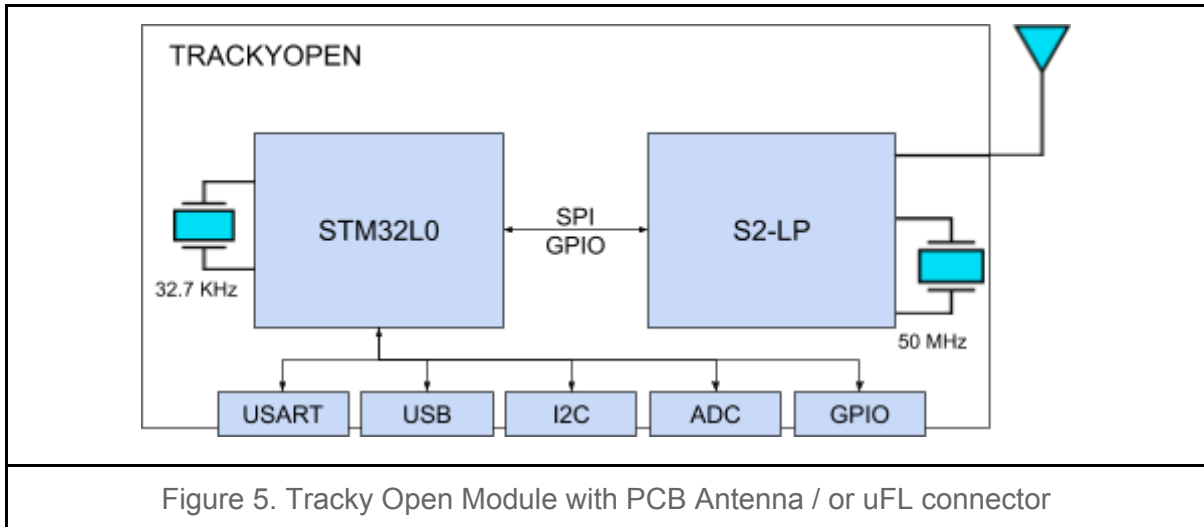 TRACKYOPEN
STM32L0
SPI
GPIO
S2-LP
32.7 KHz
50 MHz
USART
USB
I2C
ADC
GPIO
Figure 5. Tracky Open Module with PCB Antenna / or uFL connector